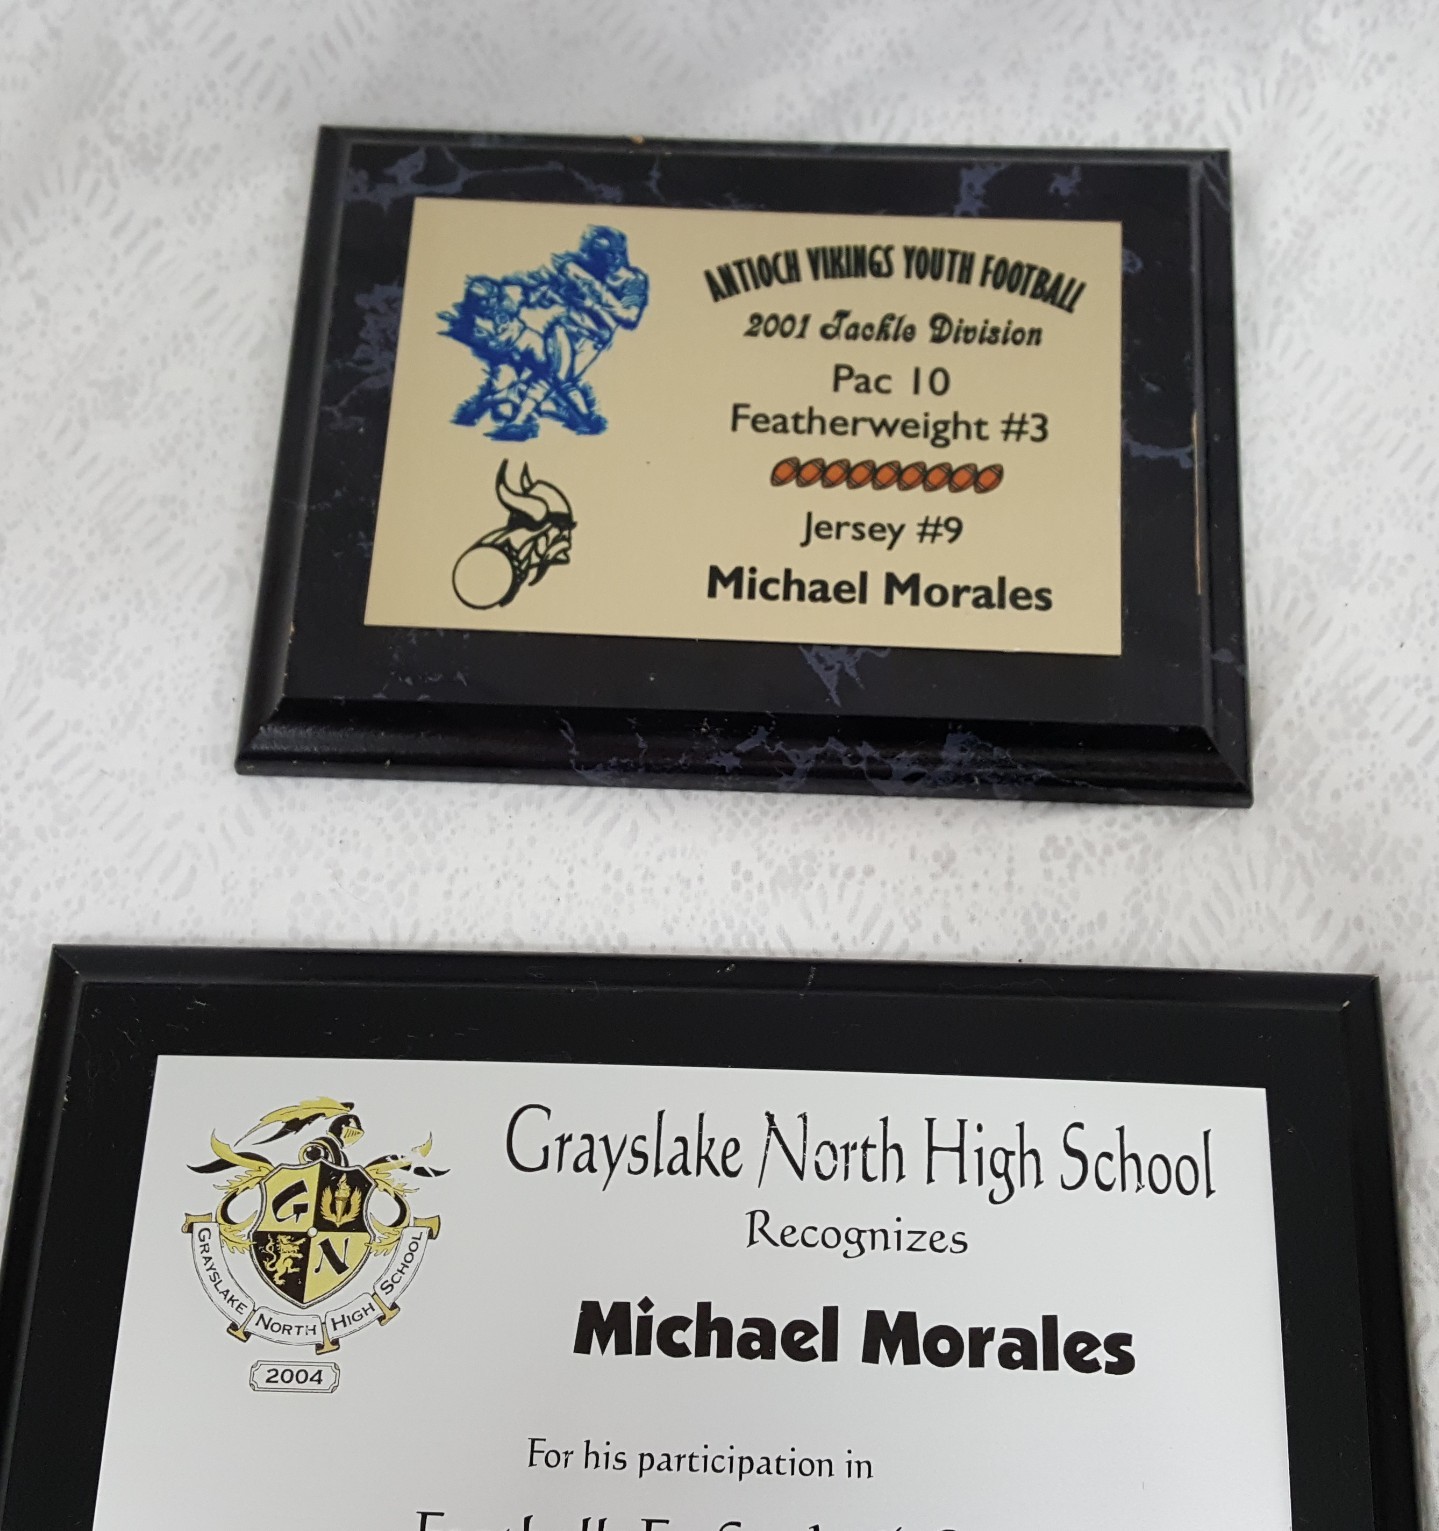 ANTIOCH VIKINGS YOUTH FOOTBALL
2001 Tackle Division
Pac 10
Featherweight #3
Jersey #9
Michael Morales
Grayslake North High School
Recognizes
Michael Morales
For his participation in
G
N
GRAYSLAKE NORTH HIGH SCHOOL
2004